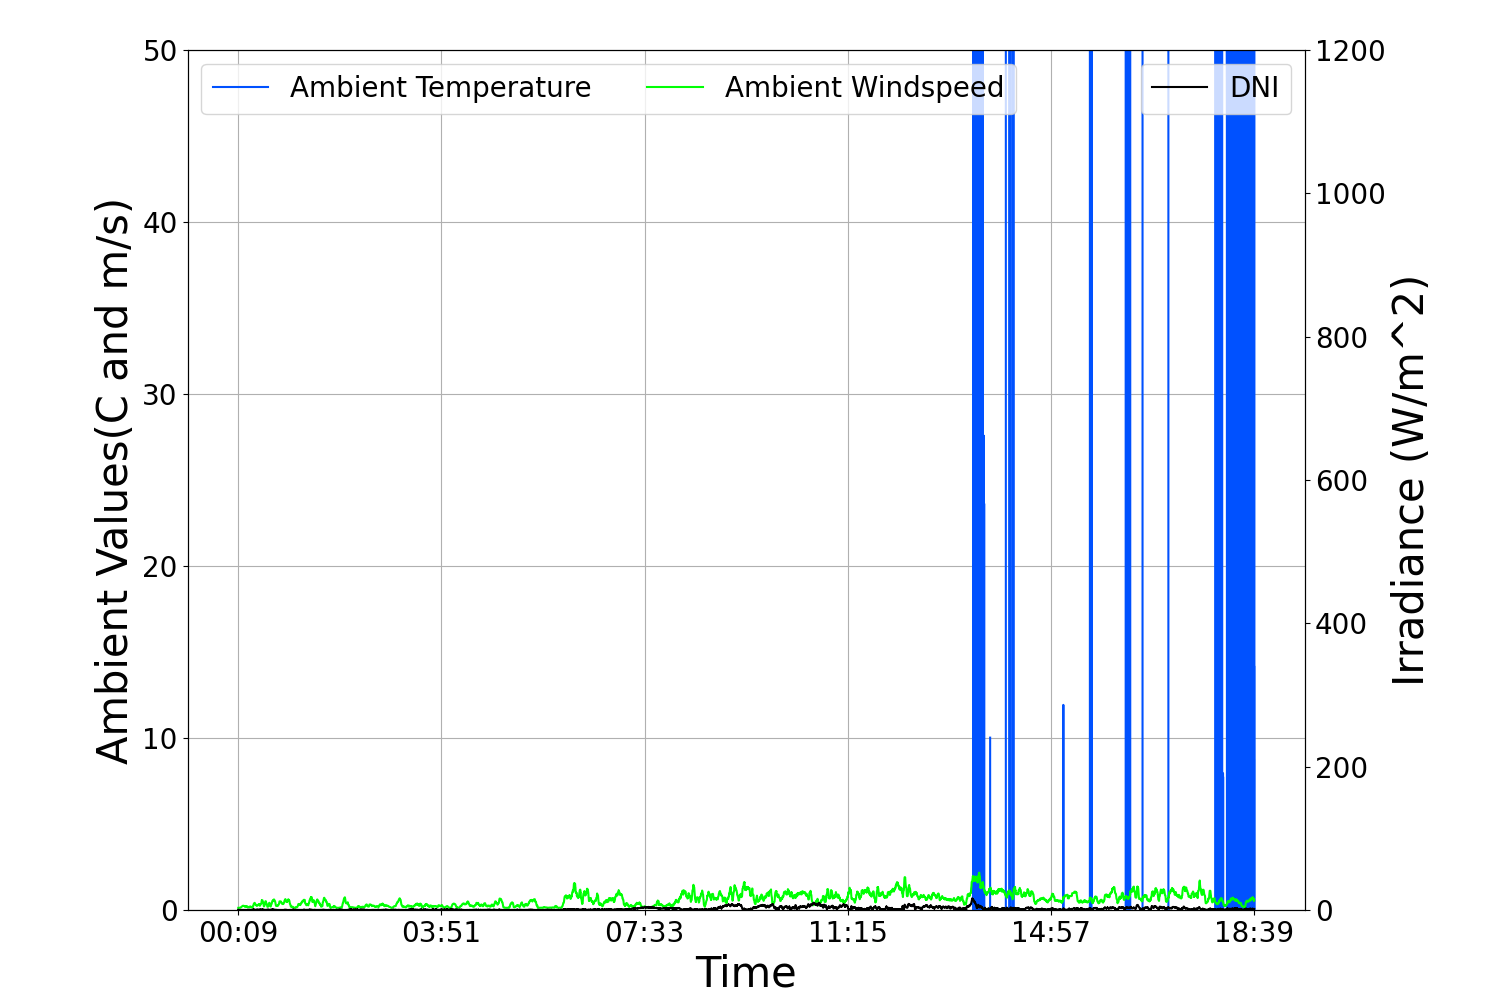 Ambient Temperature
Ambient Windspeed
DNI
50
40
30
20
10
0
Ambient Values(C and m/s)
1200
1000
800
600
400
200
0
Irradiance (W/m^2)
00:09 03:51 07:33 11:15 14:57 18:39
Time